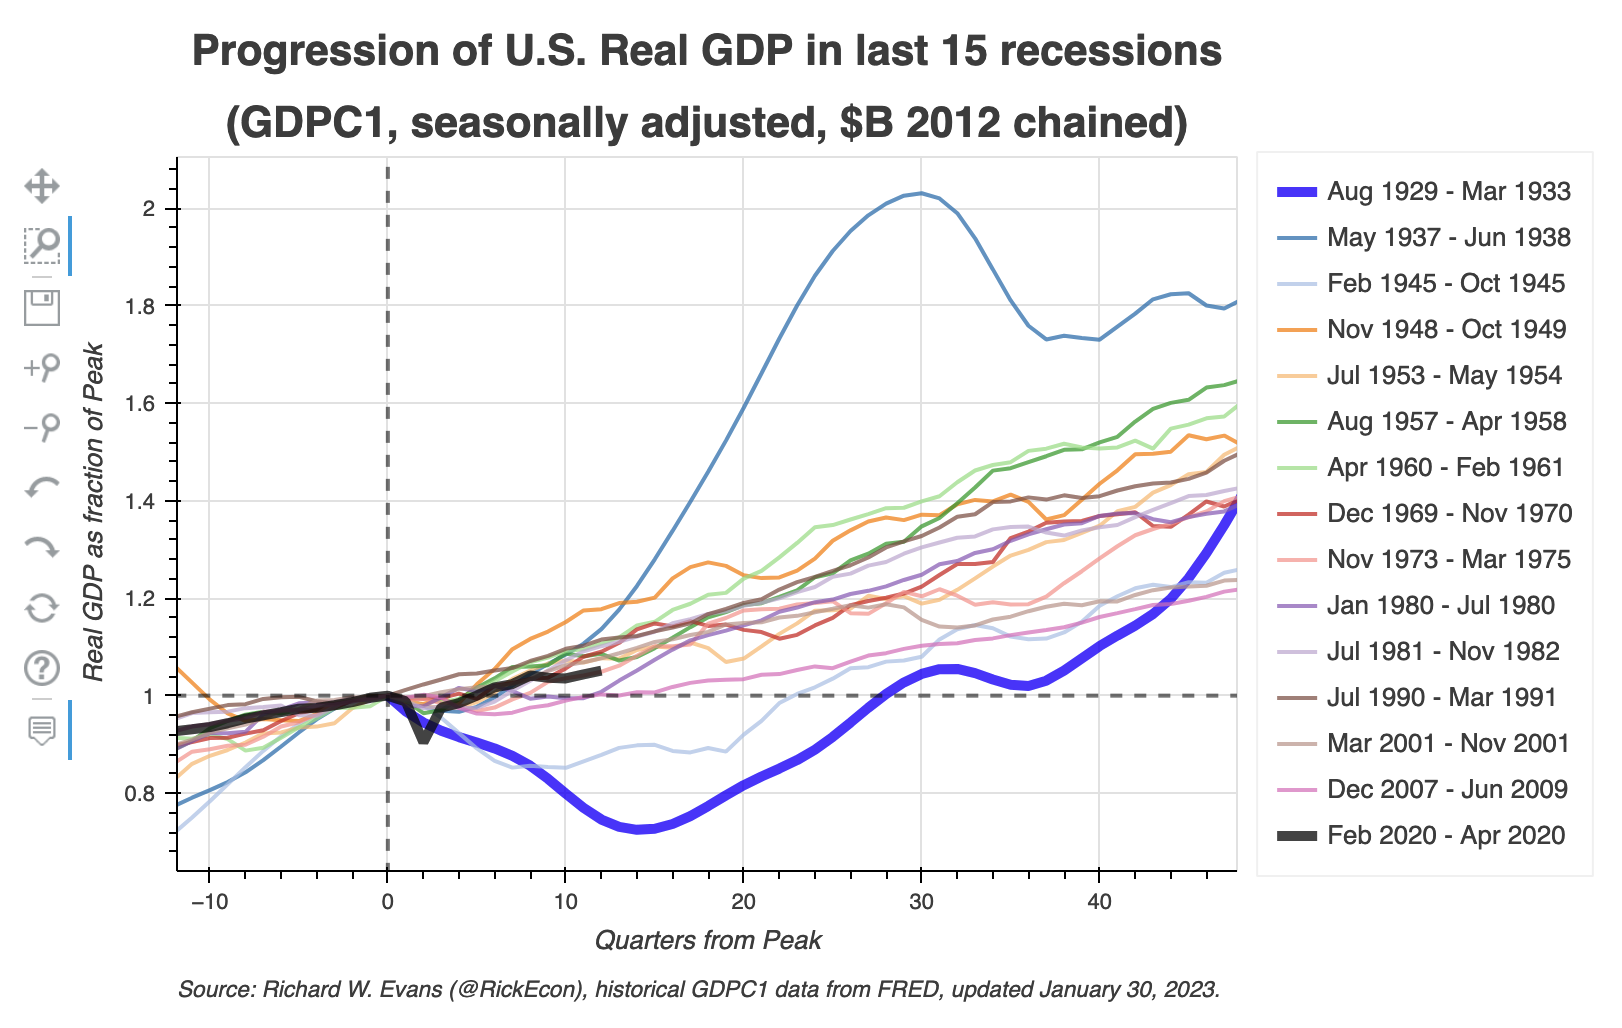 Progression of U.S. Real GDP in last 15 recessions
(GDPC1, seasonally adjusted, $B 2012 chained)
Real GDP as fraction of Peak
2
1.8
1.6
1.4
1.2
1
0.8
−10
0
10
20
30
40
Quarters from Peak
Aug 1929 - Mar 1933
May 1937 - Jun 1938
Feb 1945 - Oct 1945
Nov 1948 - Oct 1949
Jul 1953 - May 1954
Aug 1957 - Apr 1958
Apr 1960 - Feb 1961
Dec 1969 - Nov 1970
Nov 1973 - Mar 1975
Jan 1980 - Jul 1980
Jul 1981 - Nov 1982
Jul 1990 - Mar 1991
Mar 2001 - Nov 2001
Dec 2007 - Jun 2009
Feb 2020 - Apr 2020
Source: Richard W. Evans (@RickEcon), historical GDPC1 data from FRED, updated January 30, 2023.